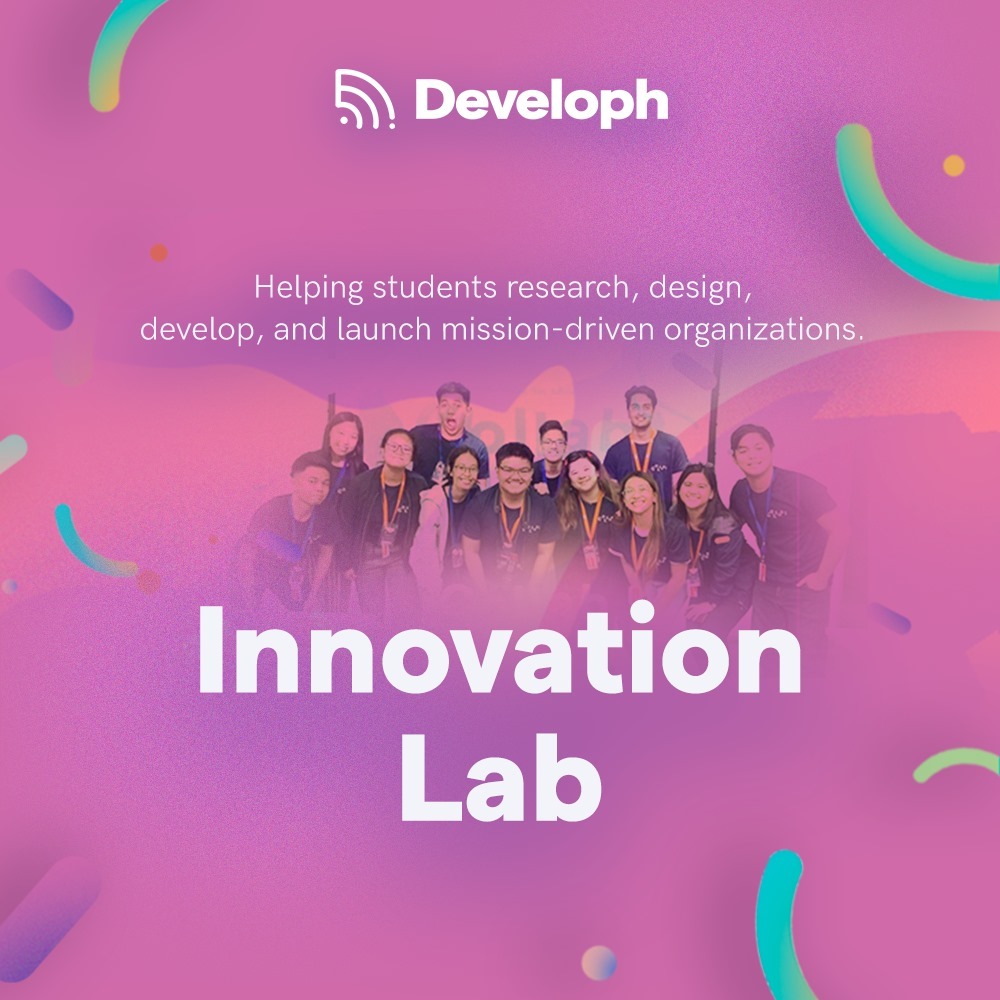 Developh
Helping students research, design,
develop, and launch mission-driven organizations.
Innovation
Lab